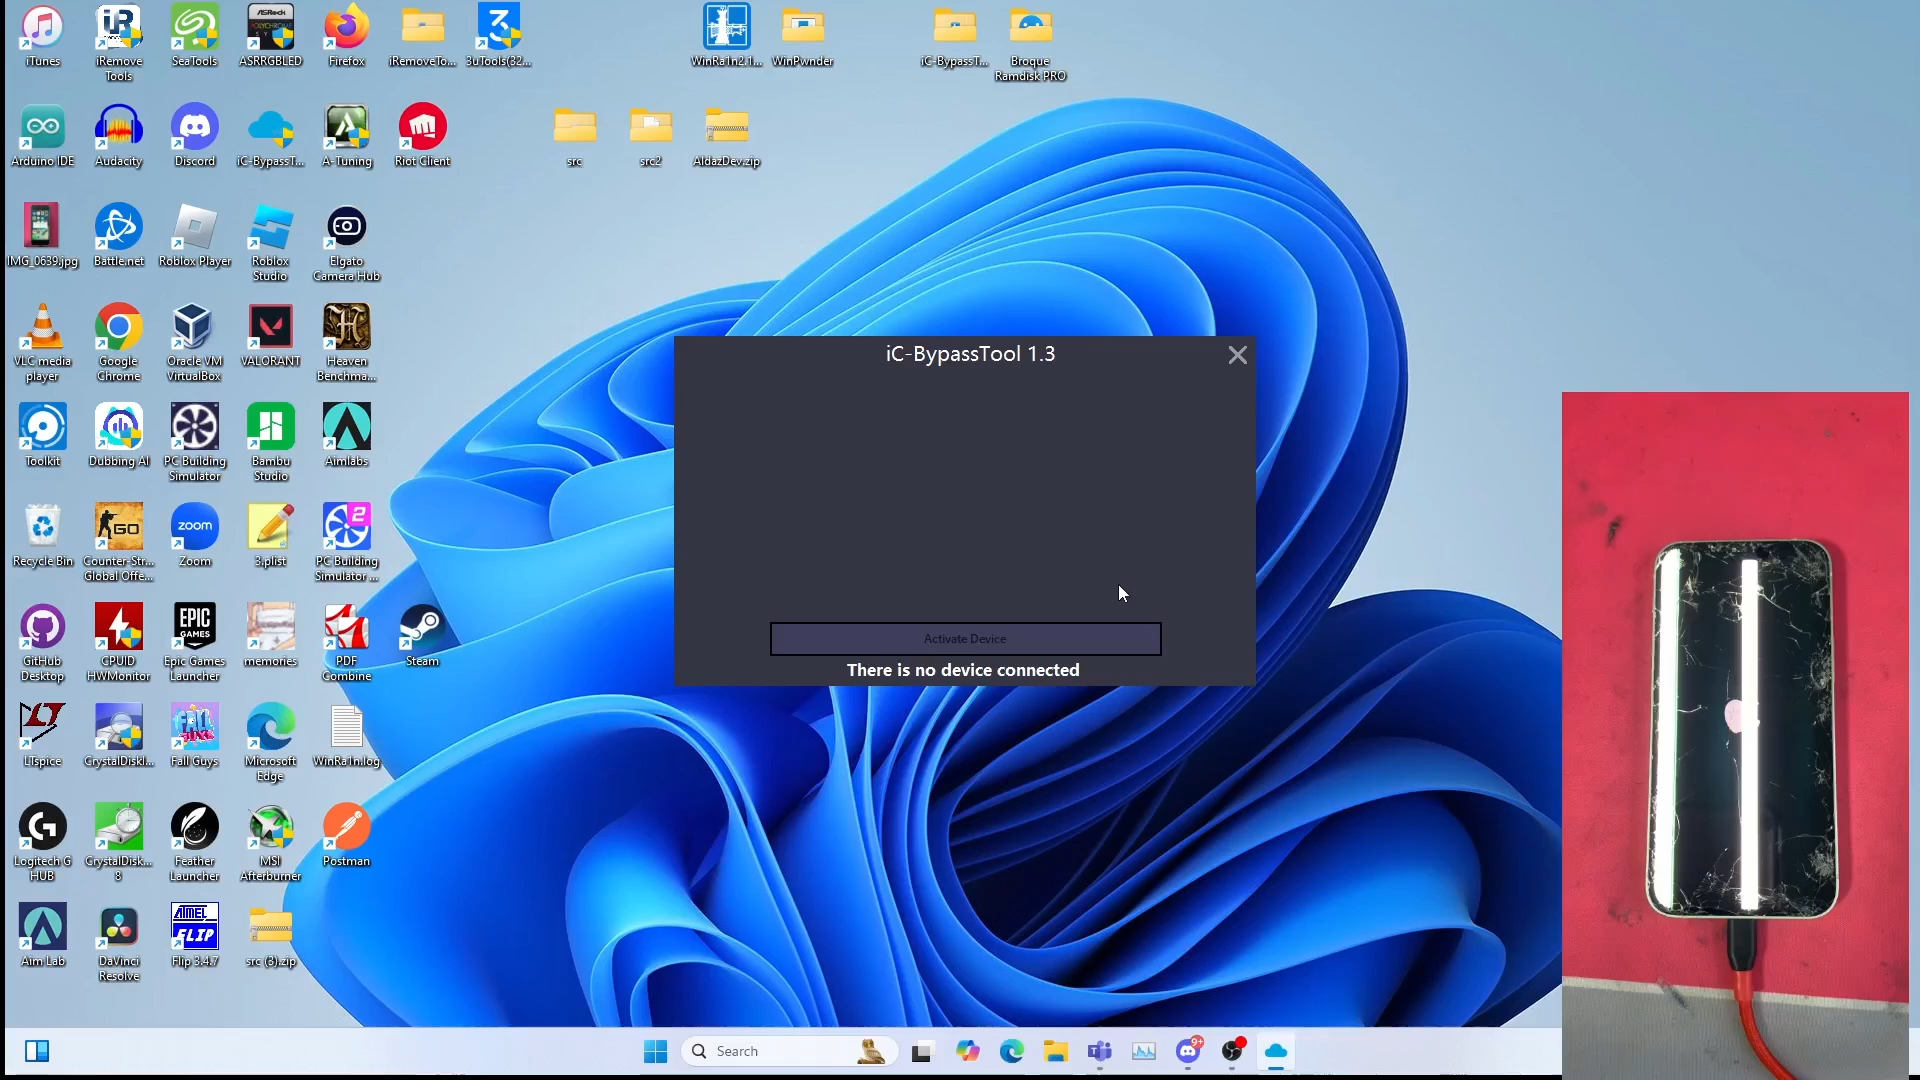 iTunes
iRemove
Tools
SeaTools
ASRRGBLED
Firefox
iRemoveTo...
3uTools(32...
WinRa1n2.1...
WinPwnder
iC-BypassT...
Broque
Ramdisk PRO
Arduino IDE
Audacity
Discord
iC-BypassT...
A-Tuning
Riot Client
src
src2
AldazDev.zip
IMG_0639.jpg
Battle.net
Roblox Player
Roblox
Studio
Elgato
Camera Hub
VLC media
player
Google
Chrome
Oracle VM
VirtualBox
VALORANT
Heaven
Benchma...
iC-BypassTool 1.3
Toolkit
Dubbing AI
PC Building
Simulator
Bambu
Studio
Aimlabs
Recycle Bin
Counter-Str...
Global Offe...
Zoom
3.plist
PC Building
Simulator ...
GitHub
Desktop
CPUID
HWMonitor
Epic Games
Launcher
memories
PDF
Combine
Steam
Activate Device
There is no device connected
LTspice
CrystalDiskI...
Fall Guys
Microsoft
Edge
WinRa1n.log
Logitech G
HUB
CrystalDisk...
8
Feather
Launcher
MSI
Afterburner
Postman
Aim Lab
DaVinci
Resolve
Flip 3.4.7
src (3).zip
Search
9+